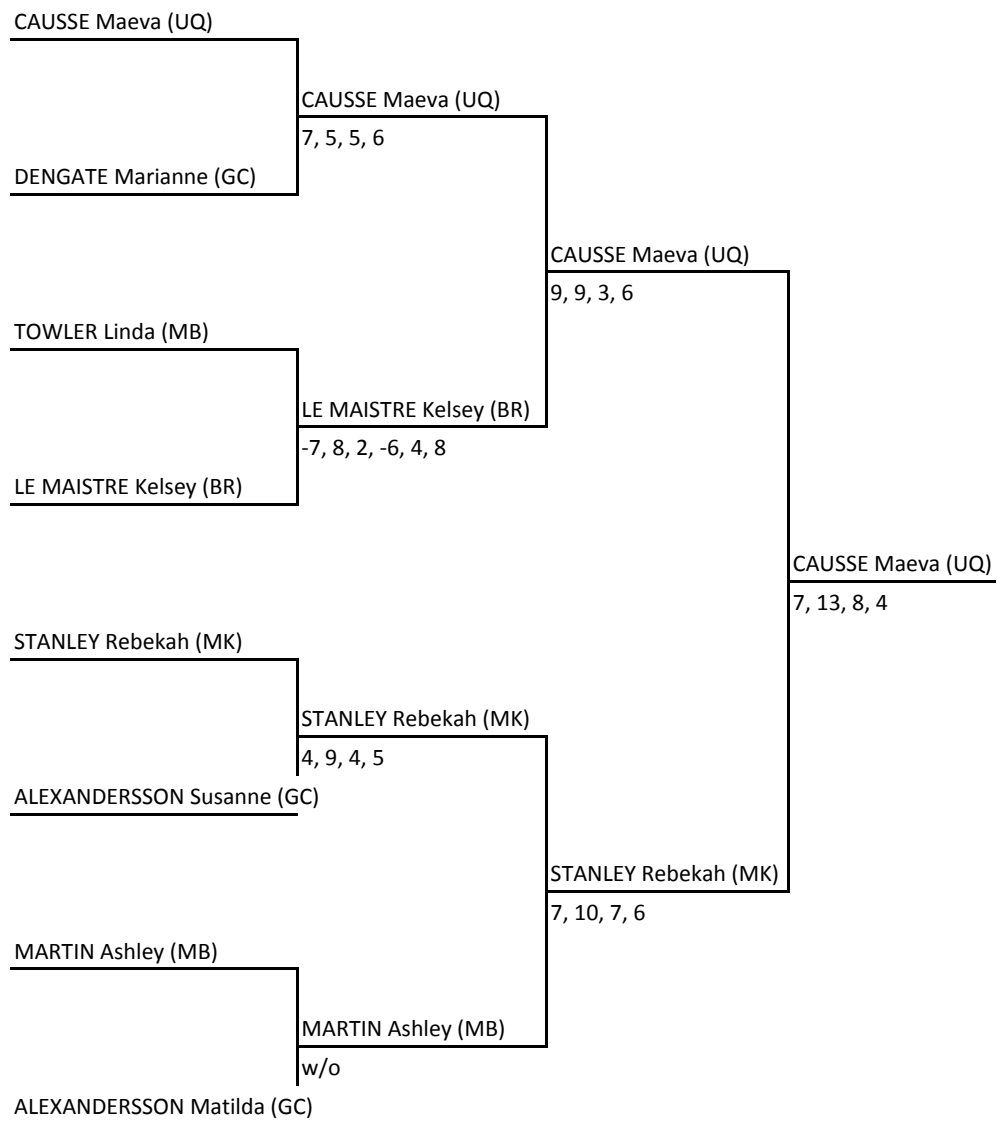 CAUSSE Maeva (UQ)
CAUSSE Maeva (UQ)
7, 5, 5, 6
DENGATE Marianne (GC)
CAUSSE Maeva (UQ)
9, 9, 3, 6
TOWLER Linda (MB)
LE MAISTRE Kelsey (BR)
-7, 8, 2, -6, 4, 8
LE MAISTRE Kelsey (BR)
CAUSSE Maeva (UQ)
7, 13, 8, 4
STANLEY Rebekah (MK)
STANLEY Rebekah (MK)
4, 9, 4, 5
ALEXANDERSSON Susanne (GC)
STANLEY Rebekah (MK)
7, 10, 7, 6
MARTIN Ashley (MB)
MARTIN Ashley (MB)
w/o
ALEXANDERSSON Matilda (GC)